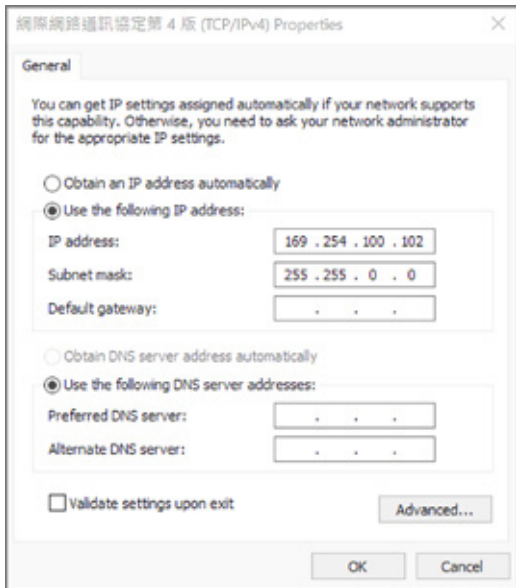 網際網路通訊協定第 4 版 (TCP/IPv4) Properties
General
You can get IP settings assigned automatically if your network supports
this capability. Otherwise, you need to ask your network administrator
for the appropriate IP settings.
Obtain an IP address automatically
Use the following IP address:
IP address: 169 . 254 . 100 . 102
Subnet mask: 255 . 255 . 0 . 0
Default gateway: . . .
Obtain DNS server address automatically
Use the following DNS server addresses:
Preferred DNS server: . . .
Alternate DNS server: . . .
Validate settings upon exit
Advanced...
OK Cancel